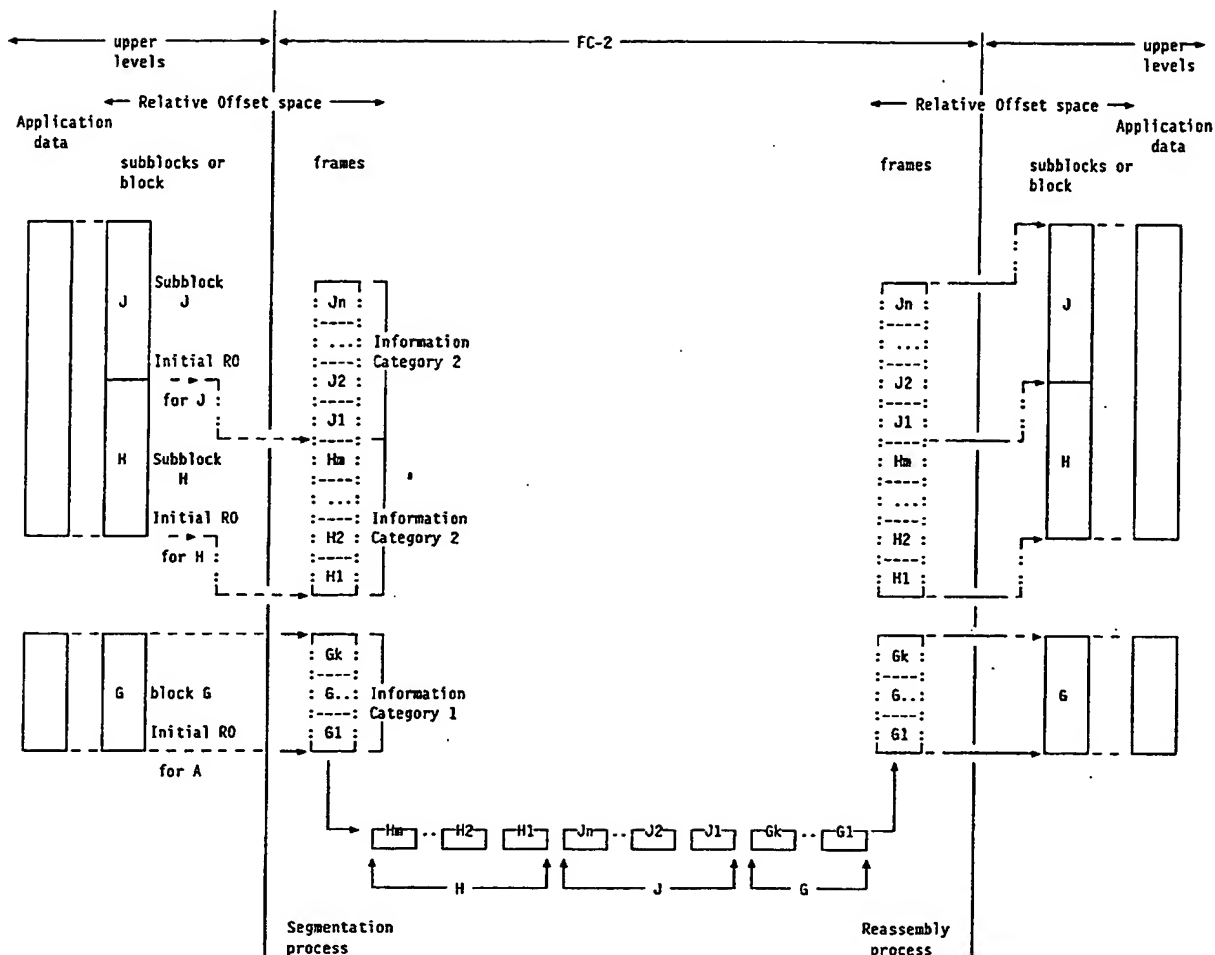 upper
levels
FC-2
upper
levels
Relative Offset space
Relative Offset space
Application
data
Application
data
subblocks or
block
frames
frames
subblocks or
block
Subblock
J
J
Initial RO
for J
H
Subblock
H
Initial RO
for H
Jn
...
J2
J1
Hm
...
H2
H1
Information
Category 2
Information
Category 2
Jn
...
J2
J1
Hm
...
H2
H1
J
H
G
block G
Initial RO
for A
Gk
G..
G1
Information
Category 1
Gk
G..
G1
G
Hm .. H2 H1 Jn .. J2 J1 Gk .. G1
H J G
Segmentation
process
Reassembly
process